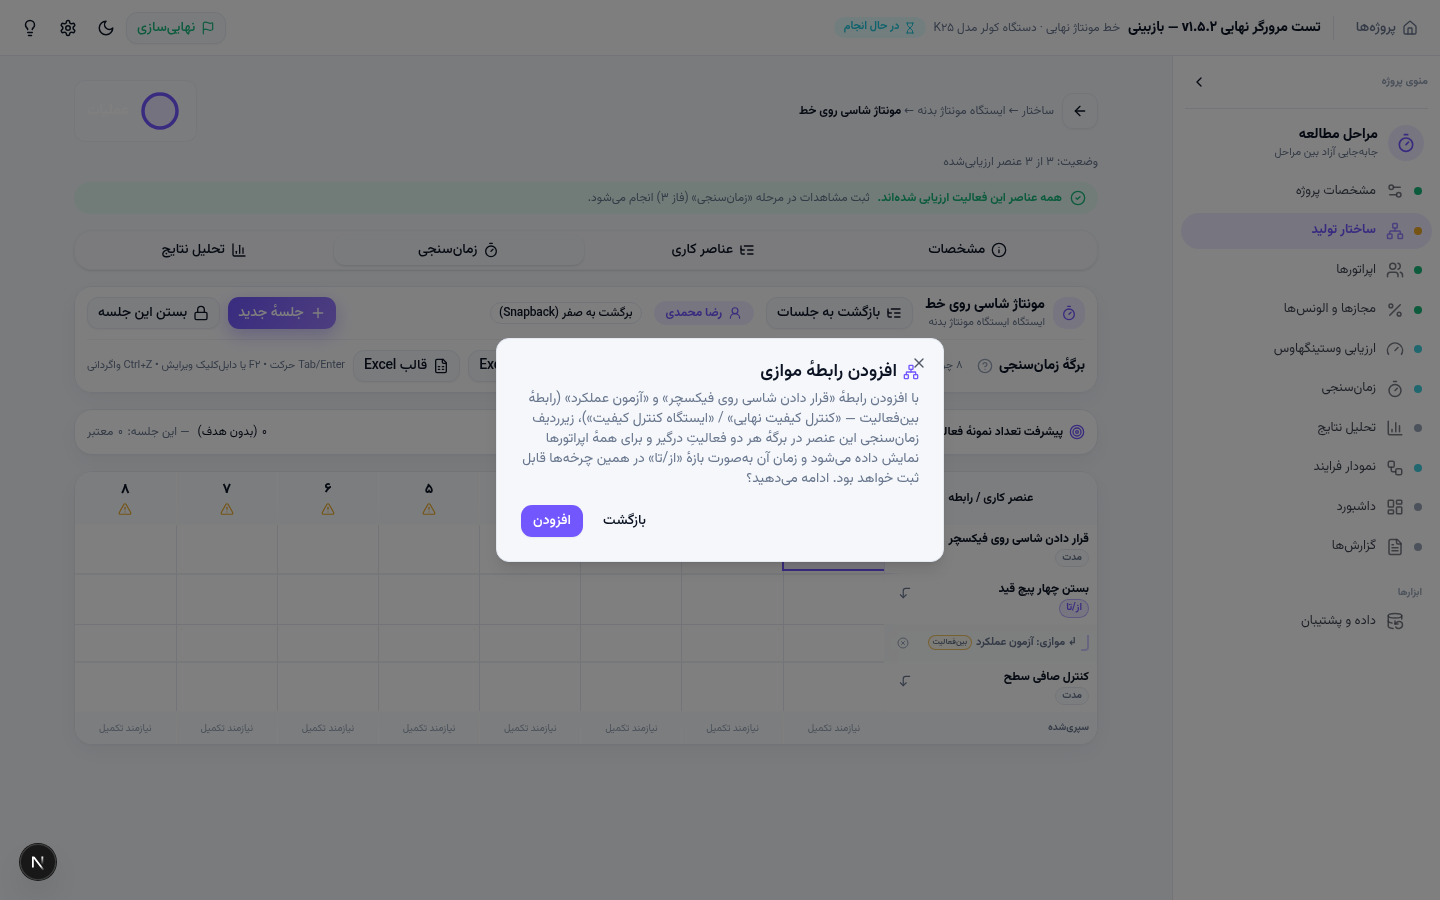 پروژه‌ها
تست مرورگر نهایی v۱.۵.۲ — بازبینی
خط مونتاژ نهایی · دستگاه کولر مدل K۲۵
در حال انجام
نهایی‌سازی
منوی پروژه
مراحل مطالعه
جابه‌جایی آزاد بین مراحل
مشخصات پروژه
ساختار تولید
اپراتورها
مجازها و الونس‌ها
ارزیابی وستینگهاوس
زمان‌سنجی
تحلیل نتایج
نمودار فرایند
داشبورد
گزارش‌ها
ابزارها
داده و پشتیبان
ساختار ← ایستگاه مونتاژ بدنه ← مونتاژ شاسی روی خط
وضعیت: ۳ از ۳ عنصر ارزیابی‌شده
همه عناصر این فعالیت ارزیابی شده‌اند. ثبت مشاهدات در مرحله «زمان‌سنجی» (فاز ۳) انجام می‌شود.
مشخصات
عناصر کاری
زمان‌سنجی
تحلیل نتایج
مونتاژ شاسی روی خط
ایستگاه ایستگاه مونتاژ بدنه
بازگشت به جلسات
رضا محمدی
برگشت به صفر (Snapback)
جلسهٔ جدید
بستن این جلسه
برگهٔ زمان‌سنجی
۸ چر
Exc
قالب Excel
Tab/Enter حرکت • F۲ یا دابل‌کلیک ویرایش • Ctrl+Z واگردانی
پیشرفت تعداد نمونهٔ فعال
۰ (بدون هدف)
— این جلسه: ۰ معتبر
عنصر کاری / رابطه
۵
۶
۷
۸
قرار دادن شاسی روی فیکسچر
مدت
بستن چهار پیچ قید
از/تا
↲ موازی: آزمون عملکرد
بین‌فعالیت
کنترل صافی سطح
مدت
سپری‌شده
نیازمند تکمیل
نیازمند تکمیل
نیازمند تکمیل
نیازمند تکمیل
نیازمند تکمیل
نیازمند تکمیل
نیازمند تکمیل
نیازمند تکمیل
افزودن رابطهٔ موازی
با افزودن رابطهٔ «قرار دادن شاسی روی فیکسچر» و «آزمون عملکرد» (رابطهٔ
بین‌فعالیت — «کنترل کیفیت نهایی» / «ایستگاه کنترل کیفیت»)، زیرردیف
زمان‌سنجی این عنصر در برگهٔ هر دو فعالیتِ درگیر و برای همهٔ اپراتورها
نمایش داده می‌شود و زمان آن به‌صورت بازهٔ «از/تا» در همین چرخه‌ها قابل
ثبت خواهد بود. ادامه می‌دهید؟
بازگشت
افزودن
N